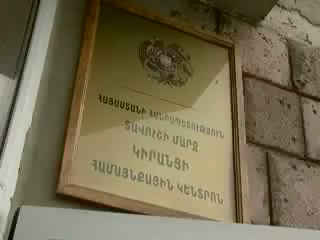 ՀԱՅԱՍՏԱՆԻ ՀԱՆՐԱՊԵՏՈՒԹՅՈՒՆ
ՏԱՎՈՒՇԻ ՄԱՐԶ
ԿԻՐԱՆՑԻ
ՀԱՄԱՅՆՔԱՅԻՆ ԿԵՆՏՐՈՆ